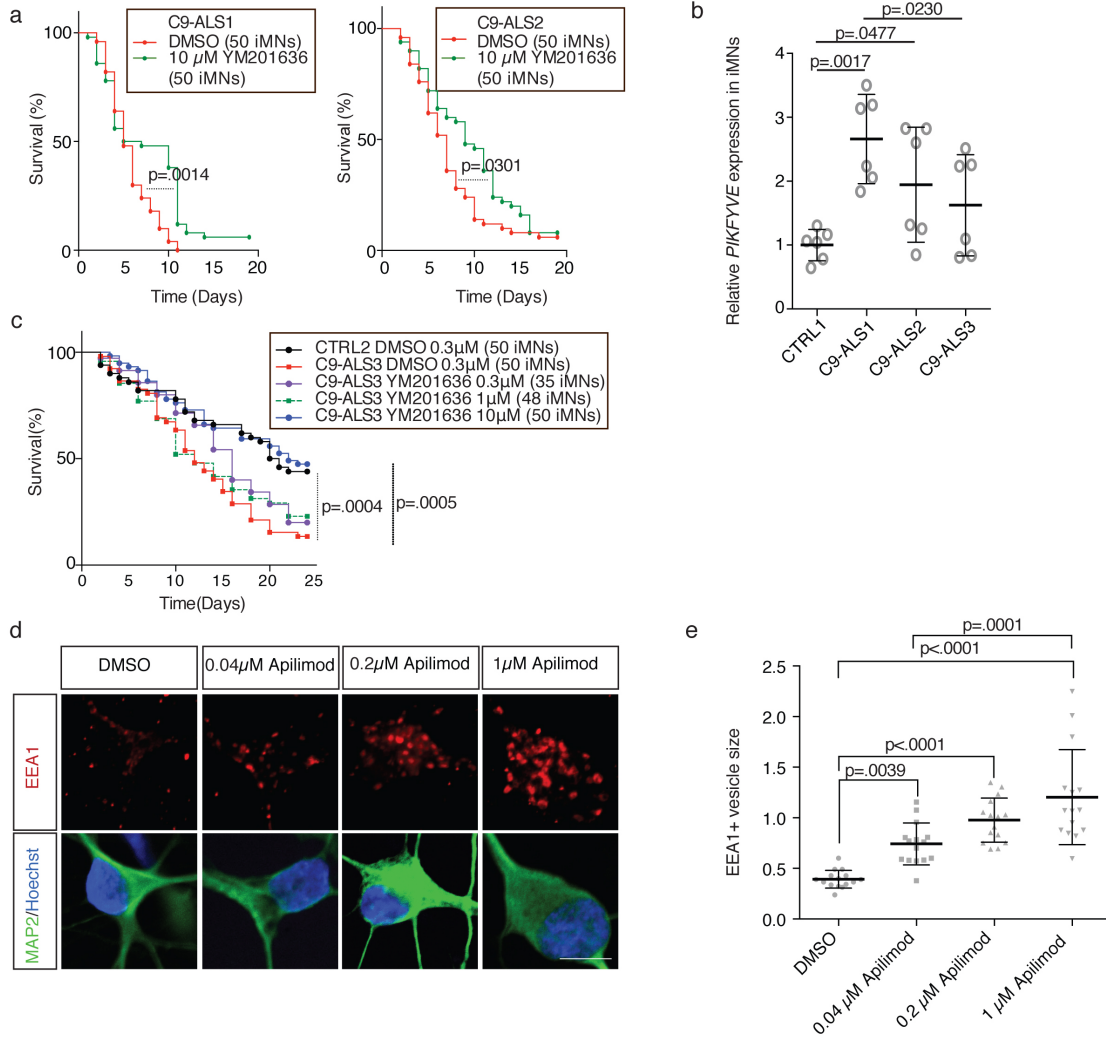 a
C9-ALS1
DMSO (50 iMNs)
10 µM YM201636
(50 iMNs)
100
50
0
Survival (%)
p=.0014
0 5 10 15 20
Time (Days)
C9-ALS2
DMSO (50 iMNs)
10 µM YM201636
(50 iMNs)
100
50
0
Survival (%)
p=.0301
0 5 10 15 20
Time (Days)
b
p=.0230
p=.0477
p=.0017
4
3
2
1
0
Relative PIKFYVE expression in iMNs
CTRL1
C9-ALS1
C9-ALS2
C9-ALS3
c
CTRL2 DMSO 0.3µM (50 iMNs)
C9-ALS3 DMSO 0.3µM (50 iMNs)
C9-ALS3 YM201636 0.3µM (35 iMNs)
C9-ALS3 YM201636 1µM (48 iMNs)
C9-ALS3 YM201636 10µM (50 iMNs)
100
50
0
Survival(%)
p=.0004
p=.0005
0 5 10 15 20 25
Time(Days)
d
DMSO
0.04µM Apilimod
0.2µM Apilimod
1µM Apilimod
EEA1
MAP2/Hoechst
e
p=.0001
p<.0001
p<.0001
p=.0039
2.5
2.0
1.5
1.0
0.5
0.0
EEA1+ vesicle size
DMSO
0.04 µM Apilimod
0.2 µM Apilimod
1 µM Apilimod